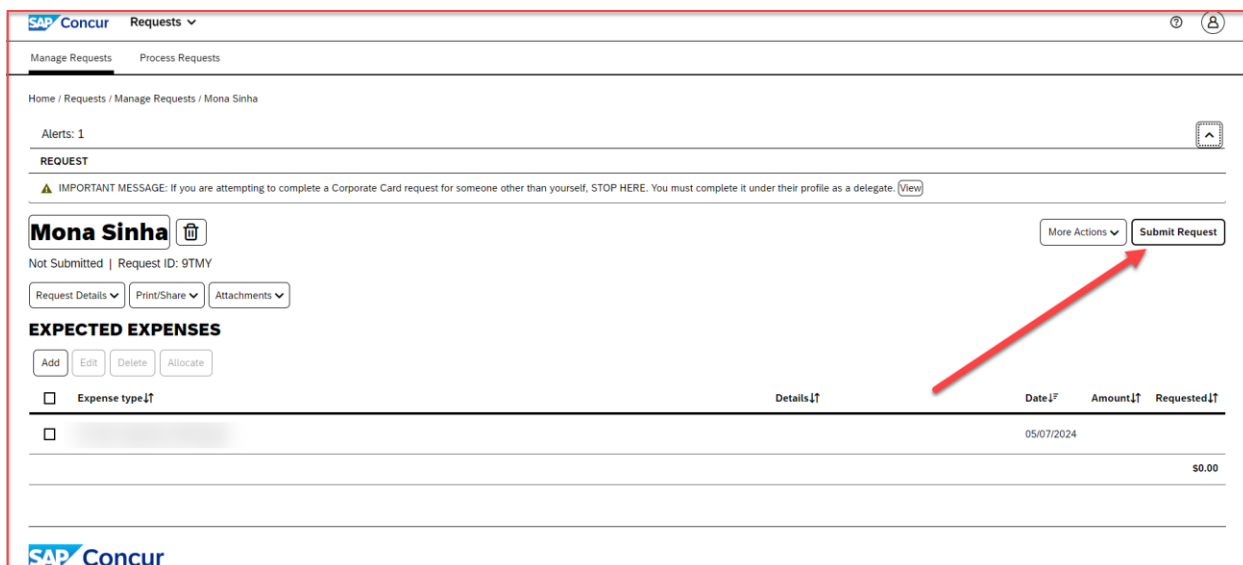 SAP Concur Requests
Manage Requests Process Requests
Home / Requests / Manage Requests / Mona Sinha
Alerts: 1
REQUEST
IMPORTANT MESSAGE: If you are attempting to complete a Corporate Card request for someone other than yourself, STOP HERE. You must complete it under their profile as a delegate. View
Mona Sinha More Actions Submit Request
Not Submitted | Request ID: 9TMY
Request Details Print/Share Attachments
EXPECTED EXPENSES
Add Edit Delete Allocate
Expense type Details Date Amount Requested
05/07/2024
$0.00
SAP Concur